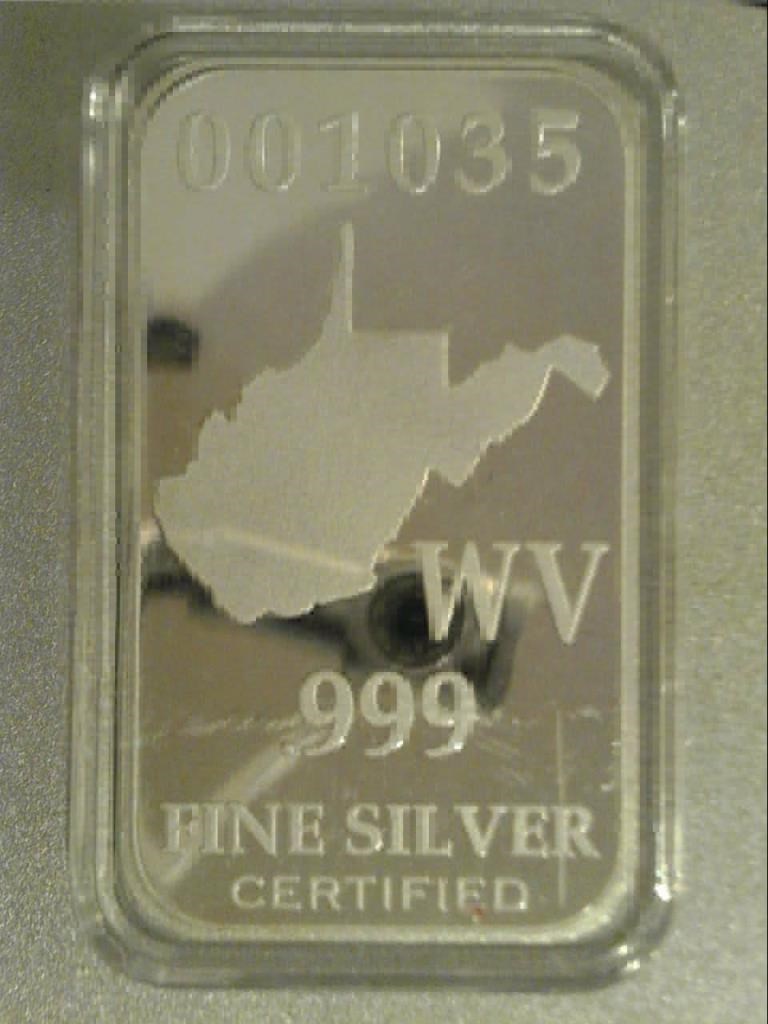 001035
WV
.999
FINE SILVER
CERTIFIED